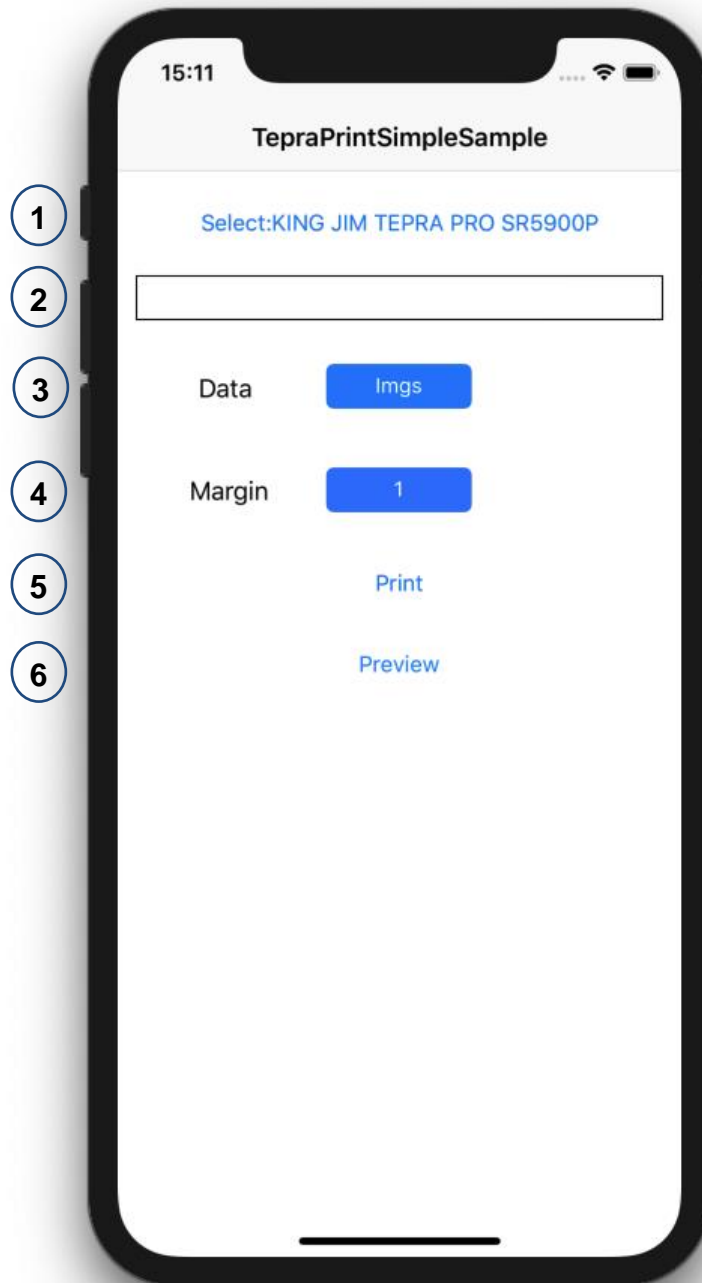 15:11
TepraPrintSimpleSample
1 Select:KING JIM TEPRA PRO SR5900P
2
3 Data Imgs
4 Margin 1
5 Print
6 Preview